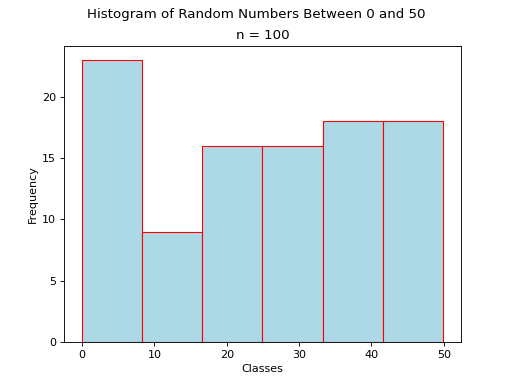 Histogram of Random Numbers Between 0 and 50
n = 100
20
15
10
5
0
Frequency
0 10 20 30 40 50
Classes